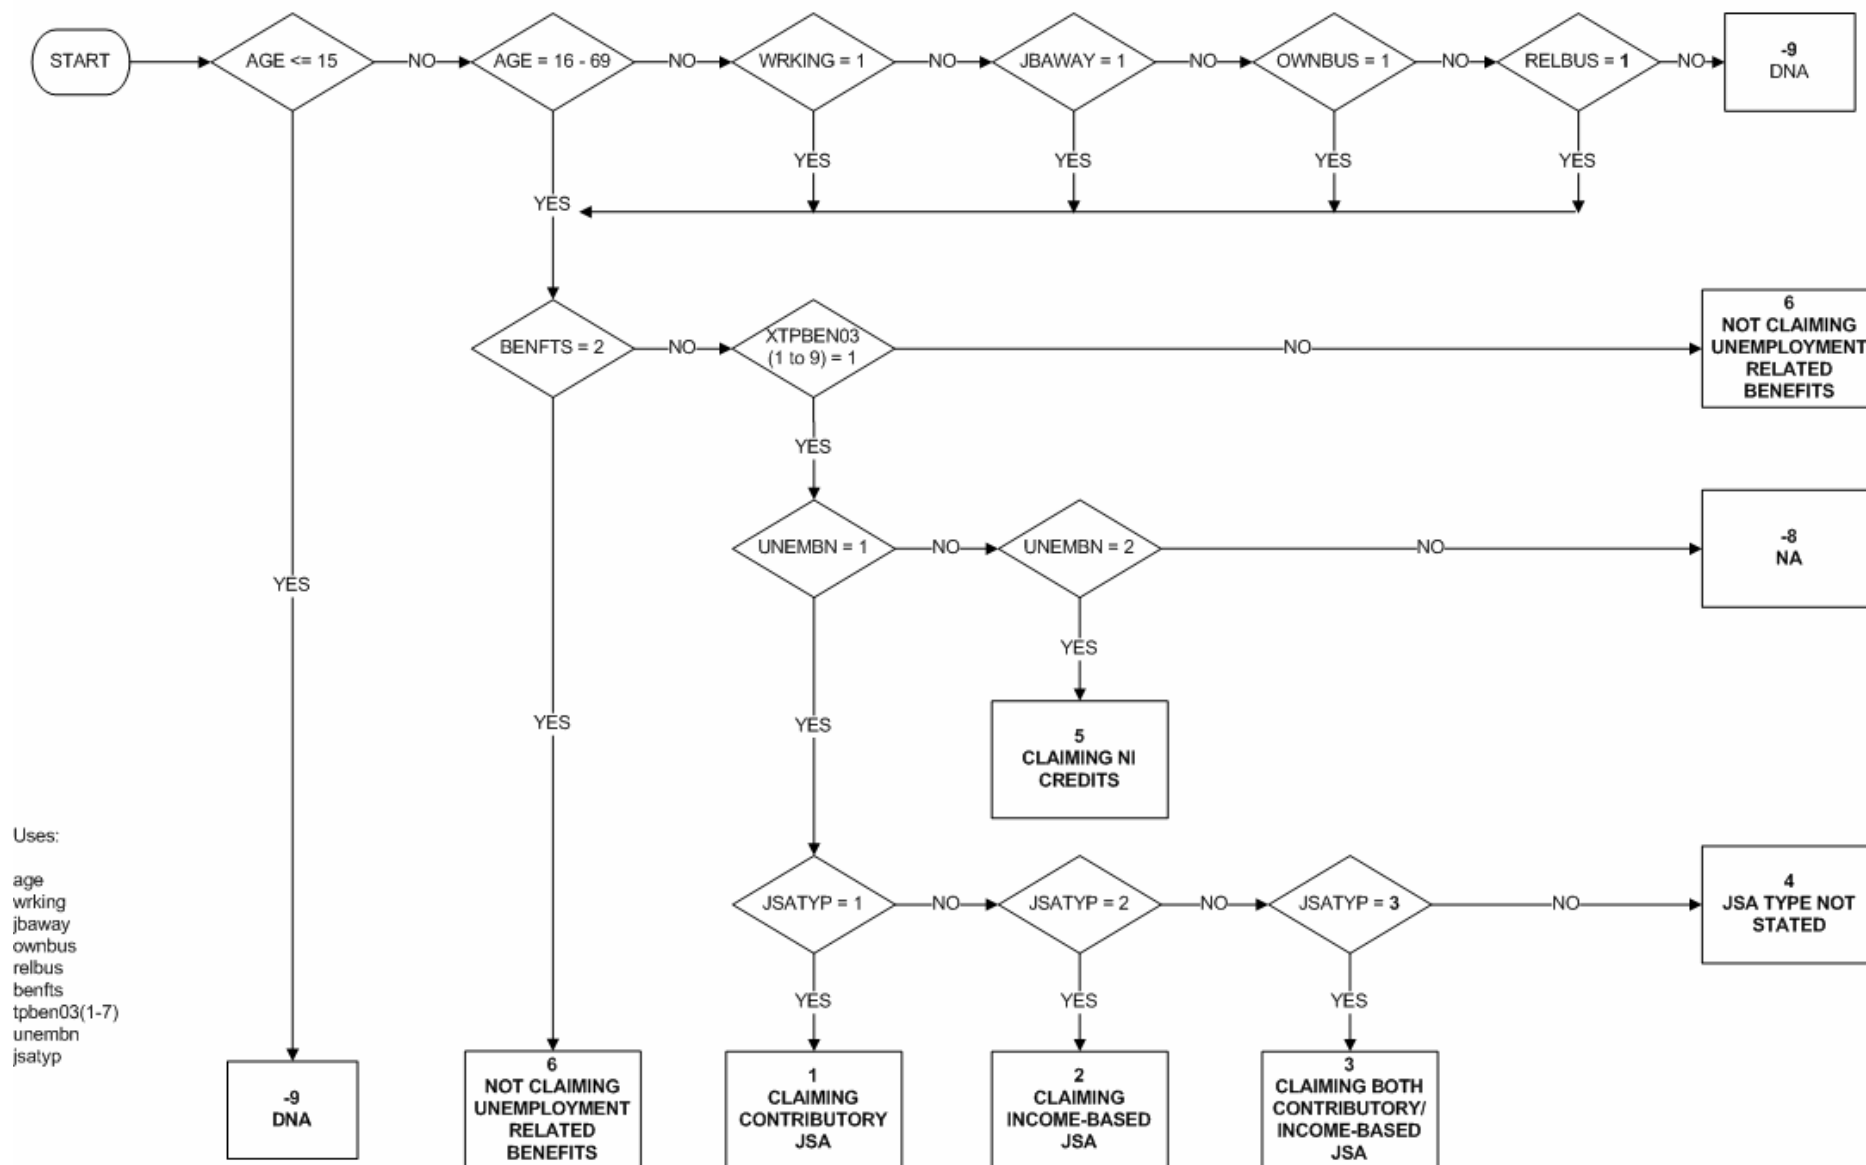 START
AGE <= 15
NO
AGE = 16 - 69
NO
WRKING = 1
NO
JBAWAY = 1
NO
OWNBUS = 1
NO
RELBUS = 1
NO
-9
DNA
YES
YES
YES
YES
YES
BENFTS = 2
NO
XTPBEN03
(1 to 9) = 1
NO
6
NOT CLAIMING
UNEMPLOYMENT
RELATED
BENEFITS
YES
UNEMBN = 1
NO
UNEMBN = 2
NO
-8
NA
YES
YES
YES
YES
5
CLAIMING NI
CREDITS
Uses:
age
wrking
jbaway
ownbus
relbus
benfts
tpben03(1-7)
unembn
jsatyp
JSATYP = 1
NO
JSATYP = 2
NO
JSATYP = 3
NO
4
JSA TYPE NOT
STATED
YES
YES
YES
-9
DNA
6
NOT CLAIMING
UNEMPLOYMENT
RELATED
BENEFITS
1
CLAIMING
CONTRIBUTORY
JSA
2
CLAIMING
INCOME-BASED
JSA
3
CLAIMING BOTH
CONTRIBUTORY/
INCOME-BASED
JSA